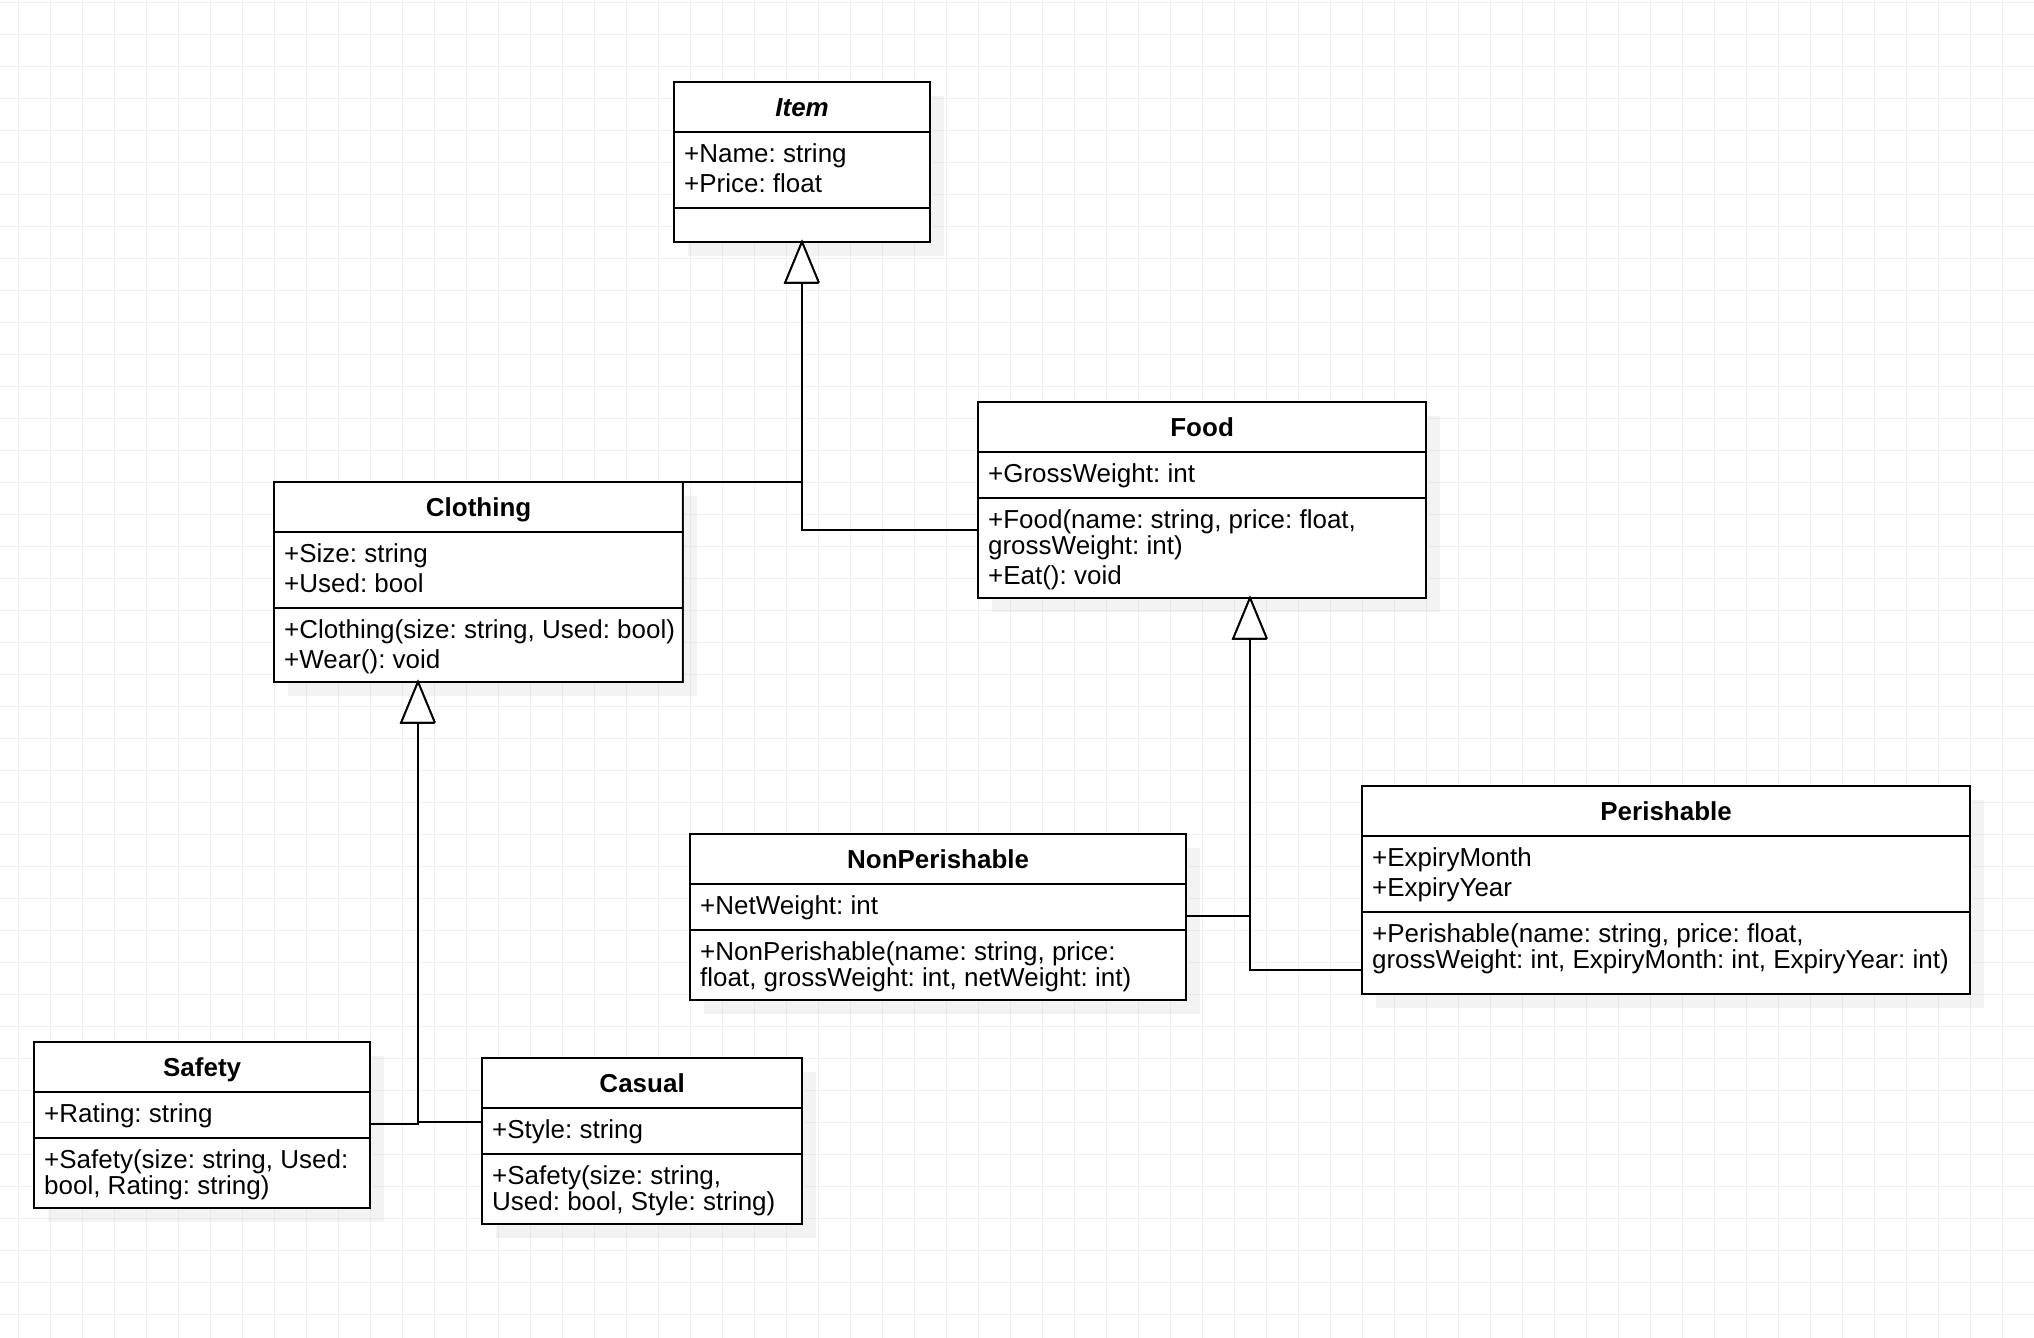 Item
+Name: string
+Price: float
Food
+GrossWeight: int
+Food(name: string, price: float,
grossWeight: int)
+Eat(): void
Clothing
+Size: string
+Used: bool
+Clothing(size: string, Used: bool)
+Wear(): void
NonPerishable
+NetWeight: int
+NonPerishable(name: string, price:
float, grossWeight: int, netWeight: int)
Perishable
+ExpiryMonth
+ExpiryYear
+Perishable(name: string, price: float,
grossWeight: int, ExpiryMonth: int, ExpiryYear: int)
Safety
+Rating: string
+Safety(size: string, Used:
bool, Rating: string)
Casual
+Style: string
+Safety(size: string,
Used: bool, Style: string)